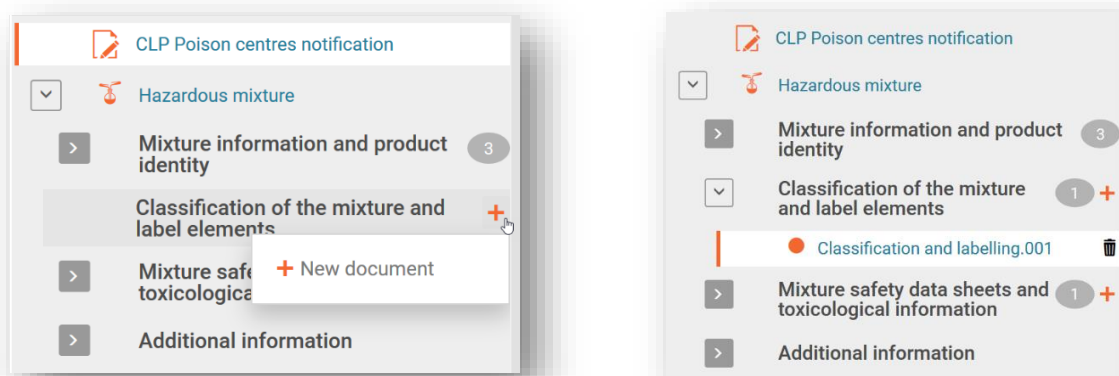 CLP Poison centres notification
Hazardous mixture
Mixture information and product
identity
3
Classification of the mixture and
label elements
New document
Mixture safe
toxicologica
Additional information
CLP Poison centres notification
Hazardous mixture
Mixture information and product
identity
3
Classification of the mixture
and label elements
1
Classification and labelling.001
Mixture safety data sheets and
toxicological information
1
Additional information